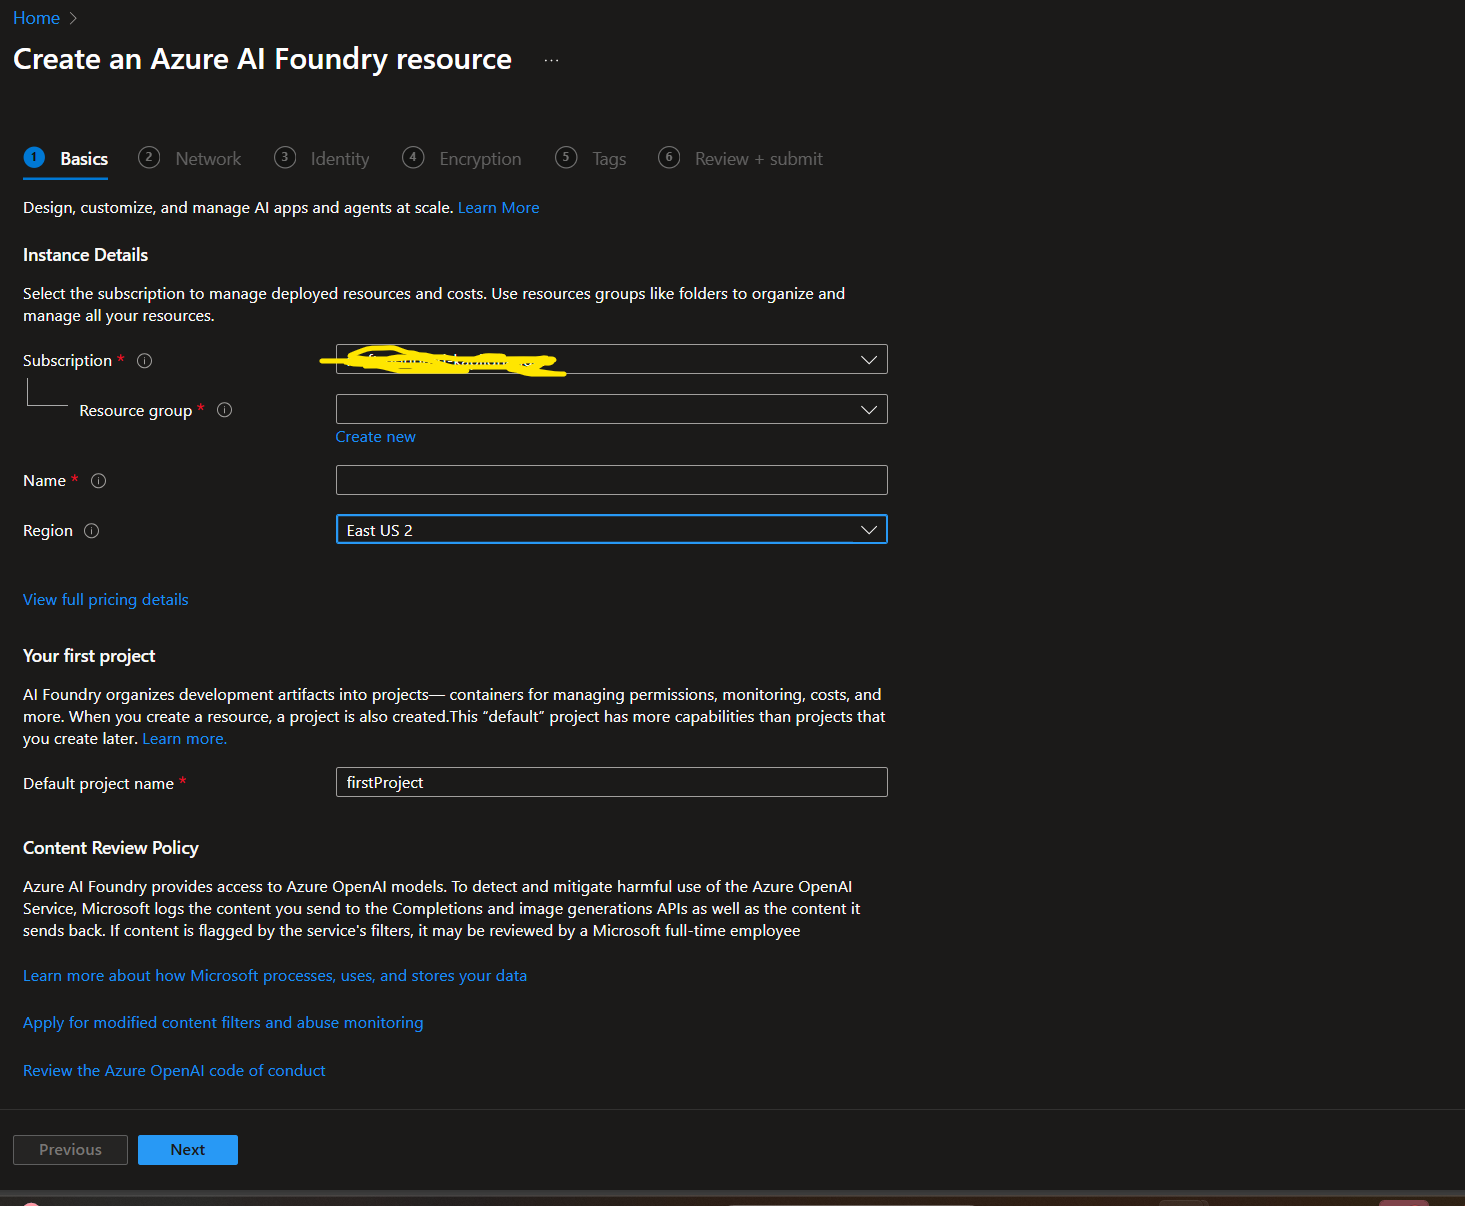 Home >
Create an Azure AI Foundry resource ...
1 Basics 2 Network 3 Identity 4 Encryption 5 Tags 6 Review + submit
Design, customize, and manage AI apps and agents at scale. Learn More
Instance Details
Select the subscription to manage deployed resources and costs. Use resources groups like folders to organize and
manage all your resources.
Subscription *
Resource group *
Create new
Name *
Region East US 2
View full pricing details
Your first project
AI Foundry organizes development artifacts into projects— containers for managing permissions, monitoring, costs, and
more. When you create a resource, a project is also created.This “default” project has more capabilities than projects that
you create later. Learn more.
Default project name * firstProject
Content Review Policy
Azure AI Foundry provides access to Azure OpenAI models. To detect and mitigate harmful use of the Azure OpenAI
Service, Microsoft logs the content you send to the Completions and image generations APIs as well as the content it
sends back. If content is flagged by the service's filters, it may be reviewed by a Microsoft full-time employee
Learn more about how Microsoft processes, uses, and stores your data
Apply for modified content filters and abuse monitoring
Review the Azure OpenAI code of conduct
Previous Next